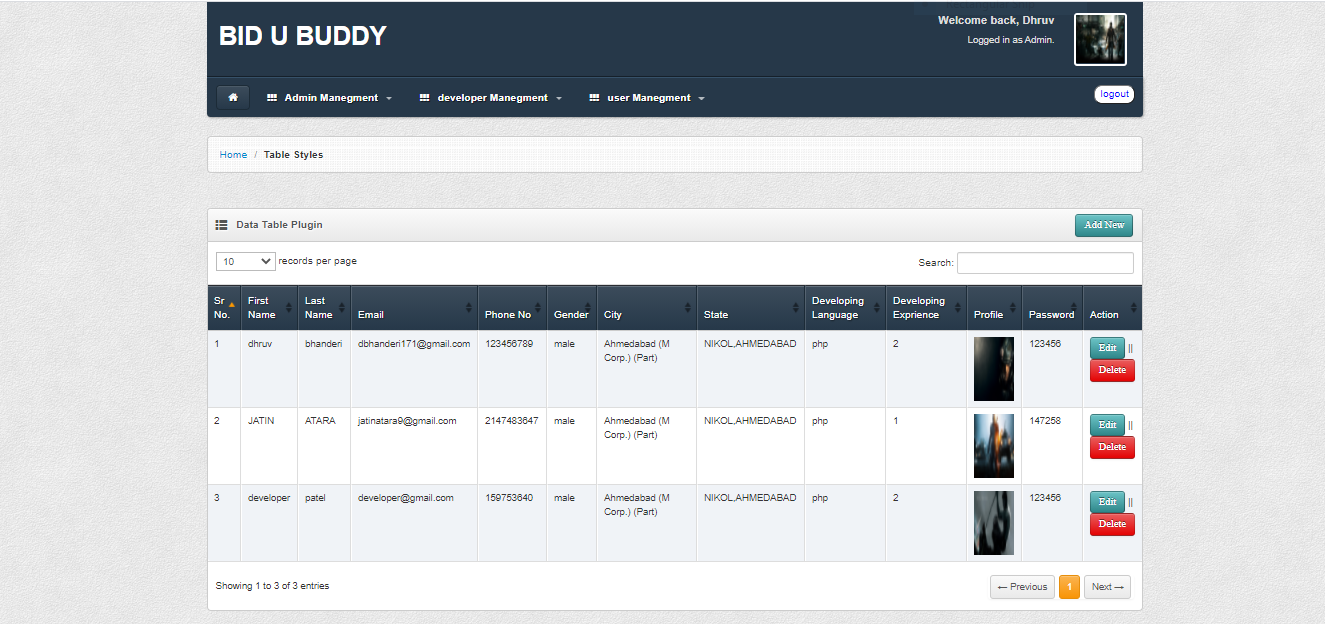 BID U BUDDY
Welcome back, Dhruv
Logged in as Admin.
Admin Manegment developer Manegment user Manegment logout
Home / Table Styles
Data Table Plugin Add New
10 records per page Search:
Sr No. First Name Last Name Email Phone No Gender City State Developing Language Developing Exprience Profile Password Action
1 dhruv bhanderi dbhanderi171@gmail.com 123456789 male Ahmedabad (M Corp.) (Part) NIKOL,AHMEDABAD php 2 123456 Edit || Delete
2 JATIN ATARA jatinatara9@gmail.com 2147483647 male Ahmedabad (M Corp.) (Part) NIKOL,AHMEDABAD php 1 147258 Edit || Delete
3 developer patel developer@gmail.com 159753640 male Ahmedabad (M Corp.) (Part) NIKOL,AHMEDABAD php 2 123456 Edit || Delete
Showing 1 to 3 of 3 entries ← Previous 1 Next →